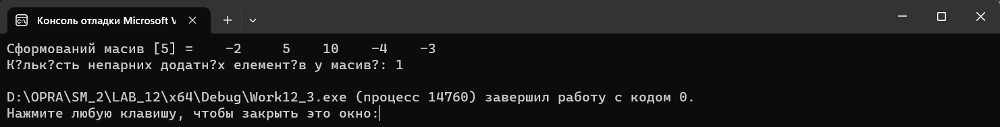 Консоль отладки Microsoft V
Сформований масив [5] =    -2     5    10    -4    -3
К?льк?сть непарних додатн?х елемент?в у масив?: 1
D:\OPRA\SM_2\LAB_12\x64\Debug\Work12_3.exe (процесс 14760) завершил работу с кодом 0.
Нажмите любую клавишу, чтобы закрыть это окно: